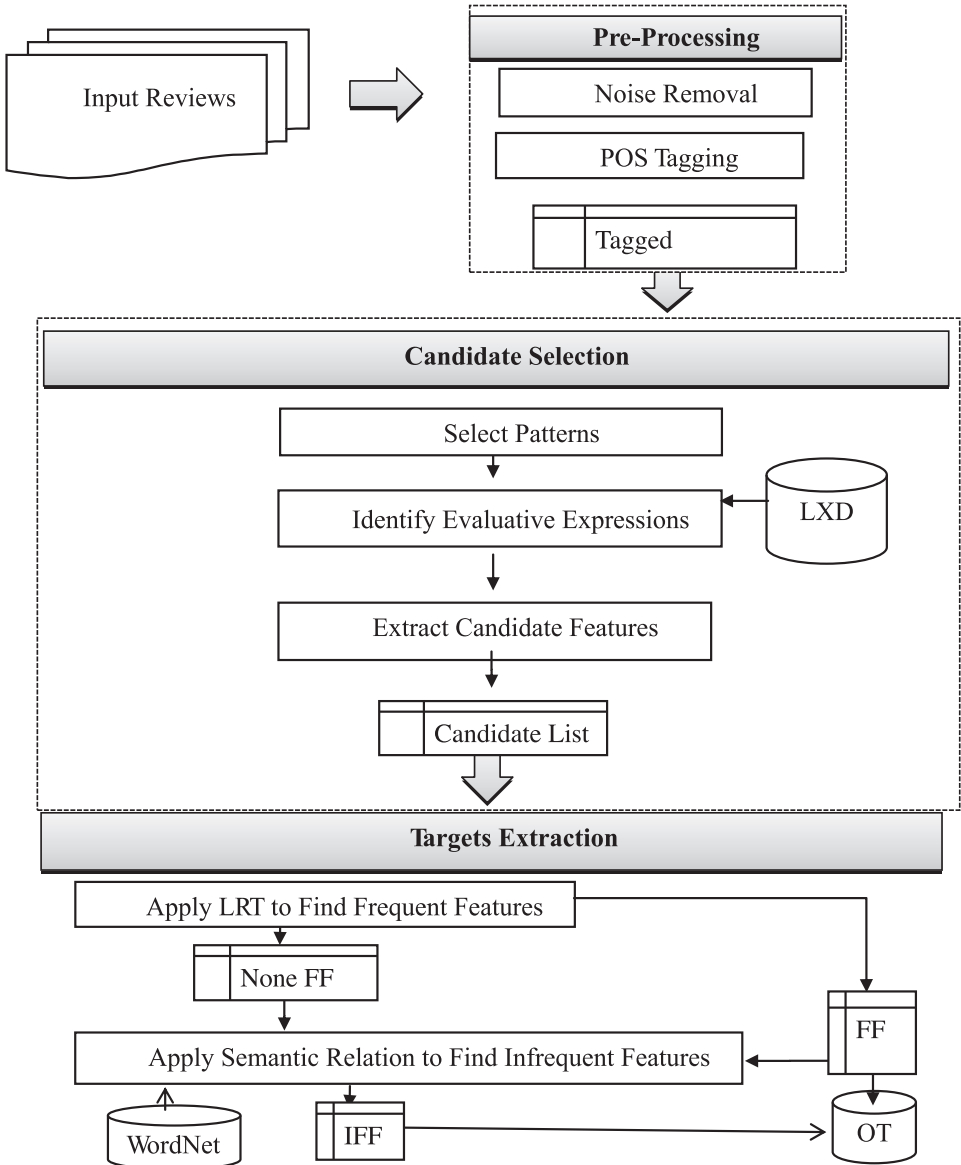 Input Reviews
Pre-Processing
Noise Removal
POS Tagging
Tagged
Candidate Selection
Select Patterns
Identify Evaluative Expressions
LXD
Extract Candidate Features
Candidate List
Targets Extraction
Apply LRT to Find Frequent Features
None FF
FF
Apply Semantic Relation to Find Infrequent Features
WordNet
IFF
OT